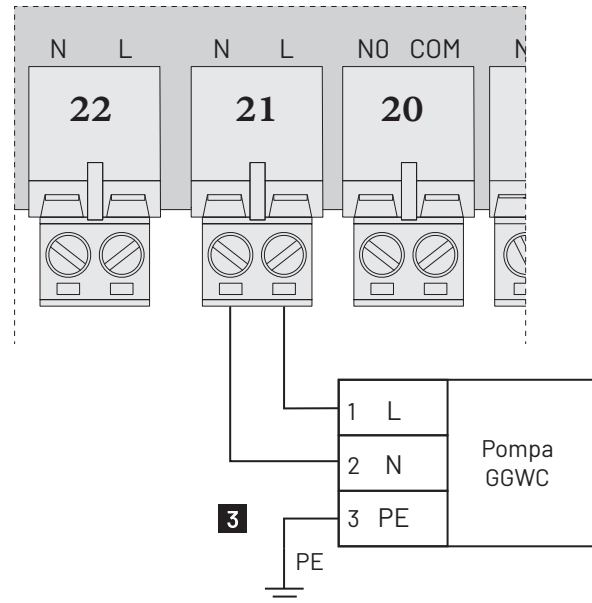 N L N L NO COM N
22 21 20
1 L
2 N
3 PE
Pompa
GGWC
3
PE